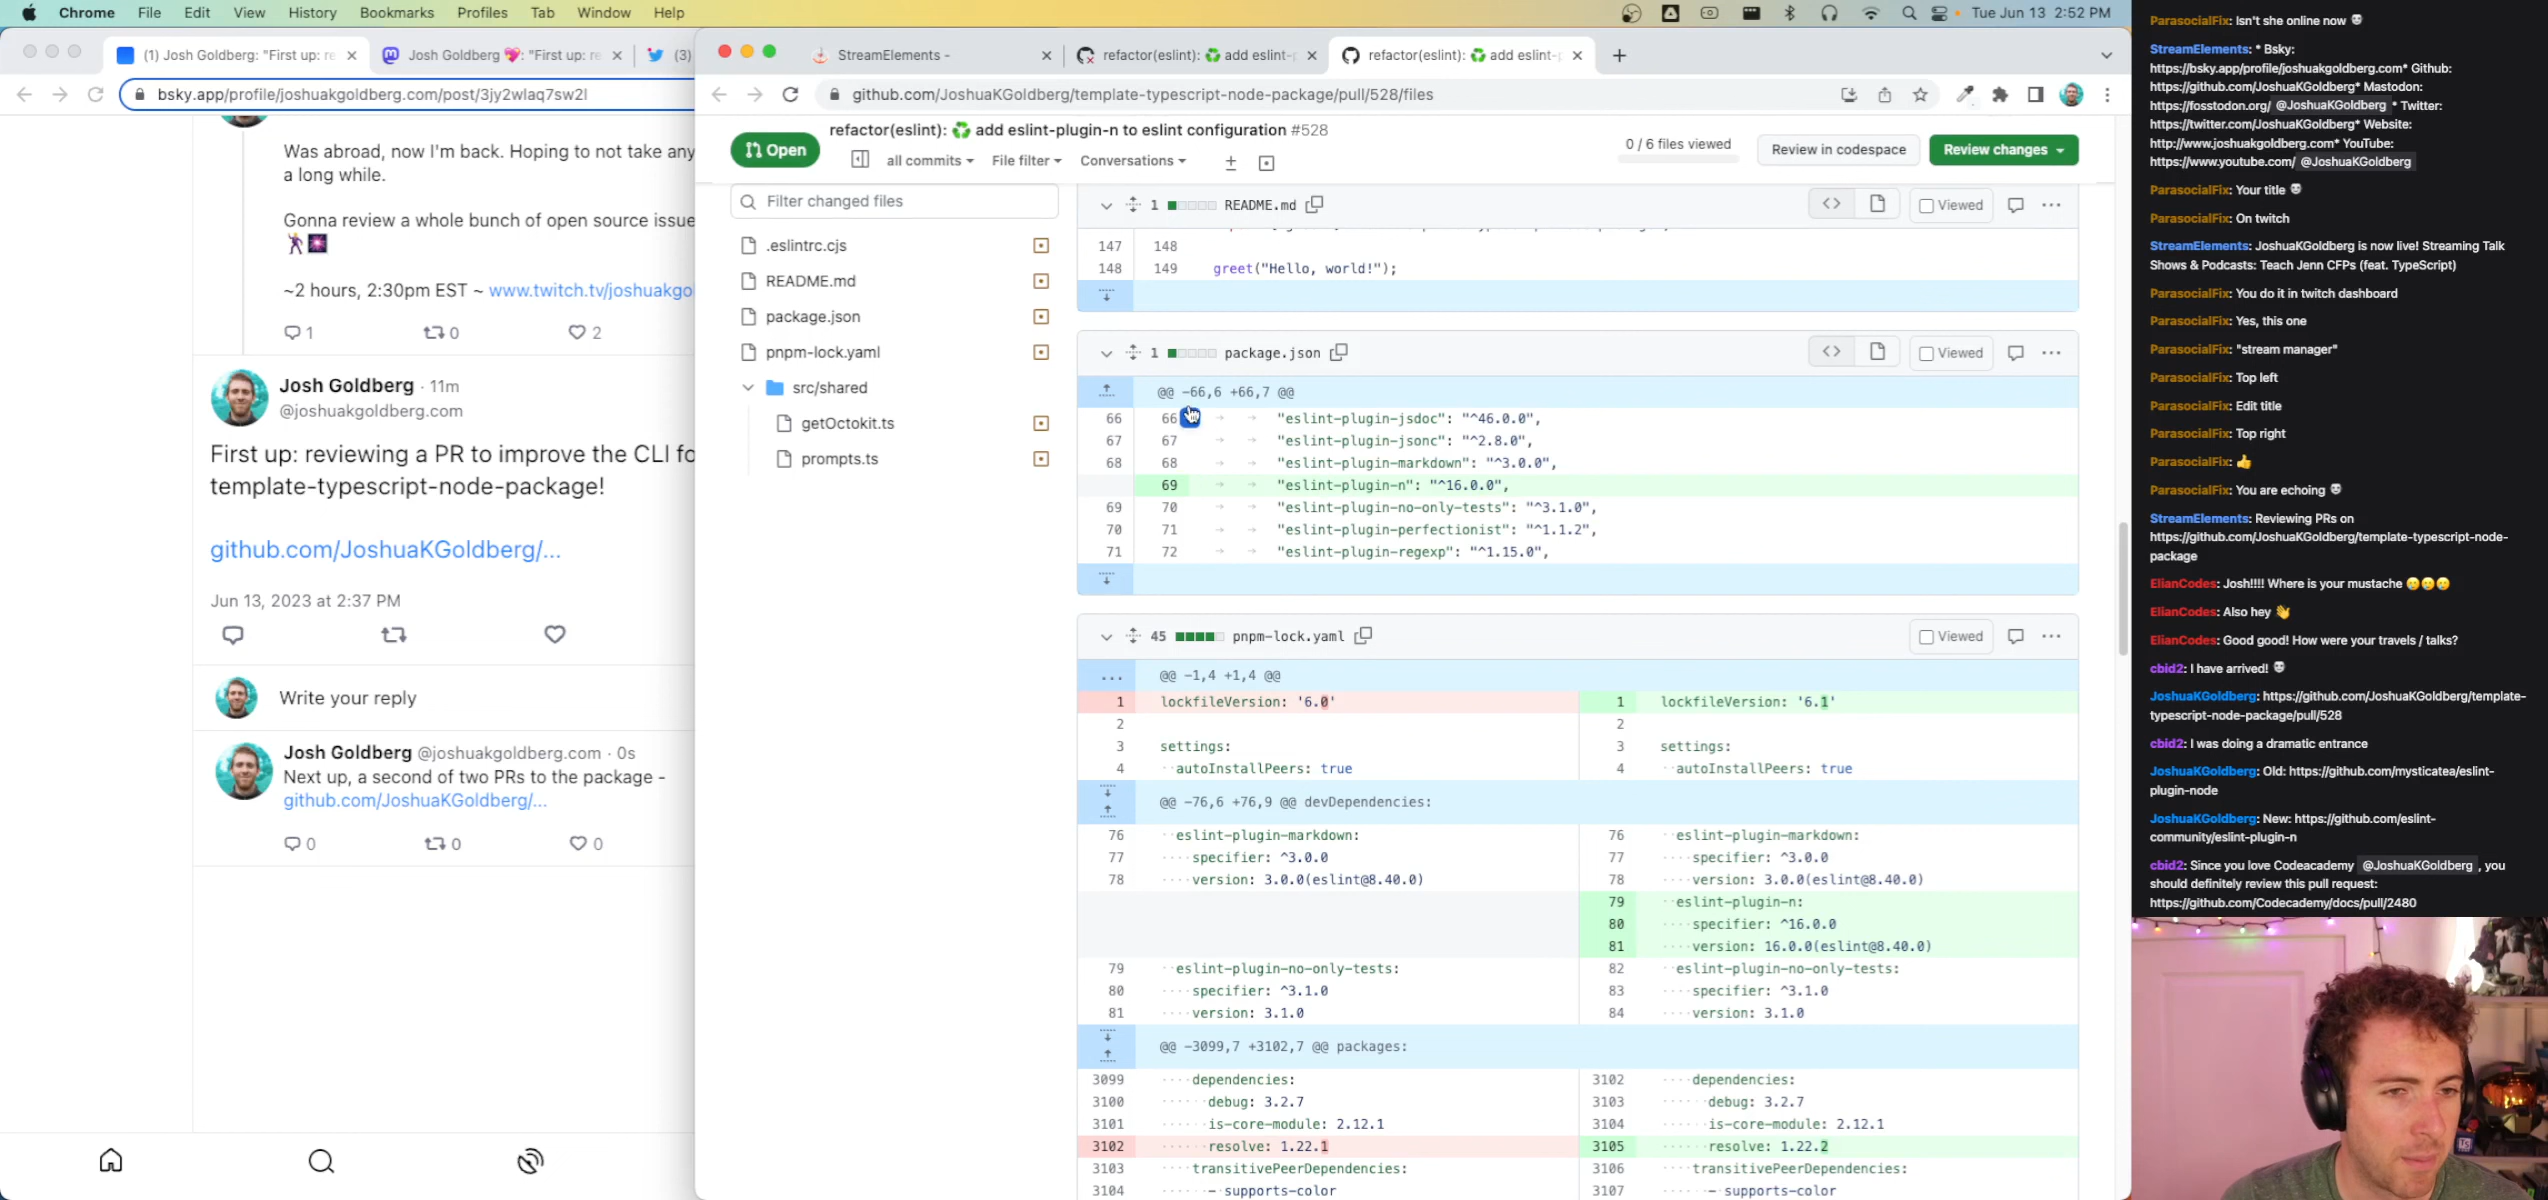 Chrome File Edit View History Bookmarks Profiles Tab Window Help
Tue Jun 13 2:52 PM
(1) Josh Goldberg: "First up: re
Josh Goldberg 💖: "First up: re
(3)
bsky.app/profile/joshuakgoldberg.com/post/3jy2wlaq7sw2l
Was abroad, now I'm back. Hoping to not take any
a long while.
Gonna review a whole bunch of open source issue
~2 hours, 2:30pm EST ~ www.twitch.tv/joshuakgo
1 0 2
Josh Goldberg · 11m
@joshuakgoldberg.com
First up: reviewing a PR to improve the CLI fo
template-typescript-node-package!
github.com/JoshuaKGoldberg/...
Jun 13, 2023 at 2:37 PM
Write your reply
Josh Goldberg @joshuakgoldberg.com · 0s
Next up, a second of two PRs to the package -
github.com/JoshuaKGoldberg/...
0 0 0
StreamElements -
refactor(eslint): ♻️ add eslint-p
refactor(eslint): ♻️ add eslint-p
github.com/JoshuaKGoldberg/template-typescript-node-package/pull/528/files
Open
refactor(eslint): ♻️ add eslint-plugin-n to eslint configuration #528
all commits File filter Conversations
0 / 6 files viewed
Review in codespace
Review changes
Filter changed files
.eslintrc.cjs
README.md
package.json
pnpm-lock.yaml
src/shared
getOctokit.ts
prompts.ts
1 README.md Viewed
147 148
148 149 greet("Hello, world!");
1 package.json Viewed
@@ -66,6 +66,7 @@
66 66 "eslint-plugin-jsdoc": "^46.0.0",
67 67 "eslint-plugin-jsonc": "^2.8.0",
68 68 "eslint-plugin-markdown": "^3.0.0",
69 "eslint-plugin-n": "^16.0.0",
69 70 "eslint-plugin-no-only-tests": "^3.1.0",
70 71 "eslint-plugin-perfectionist": "^1.1.2",
71 72 "eslint-plugin-regexp": "^1.15.0",
45 pnpm-lock.yaml Viewed
... @@ -1,4 +1,4 @@
1 lockfileVersion: '6.0' 1 lockfileVersion: '6.1'
2 2
3 settings: 3 settings:
4 autoInstallPeers: true 4 autoInstallPeers: true
@@ -76,6 +76,9 @@ devDependencies:
76 eslint-plugin-markdown: 76 eslint-plugin-markdown:
77 specifier: ^3.0.0 77 specifier: ^3.0.0
78 version: 3.0.0(eslint@8.40.0) 78 version: 3.0.0(eslint@8.40.0)
79 eslint-plugin-n:
80 specifier: ^16.0.0
81 version: 16.0.0(eslint@8.40.0)
79 eslint-plugin-no-only-tests: 82 eslint-plugin-no-only-tests:
80 specifier: ^3.1.0 83 specifier: ^3.1.0
81 version: 3.1.0 84 version: 3.1.0
@@ -3099,7 +3102,7 @@ packages:
3099 dependencies: 3102 dependencies:
3100 debug: 3.2.7 3103 debug: 3.2.7
3101 is-core-module: 2.12.1 3104 is-core-module: 2.12.1
3102 resolve: 1.22.1 3105 resolve: 1.22.2
3103 transitivePeerDependencies: 3106 transitivePeerDependencies:
3104 - supports-color 3107 - supports-color
ParasocialFix: Isn't she online now
StreamElements: * Bsky:
https://bsky.app/profile/joshuakgoldberg.com* Github:
https://github.com/JoshuaKGoldberg* Mastodon:
https://fosstodon.org/ @JoshuaKGoldberg * Twitter:
https://twitter.com/JoshuaKGoldberg* Website:
http://www.joshuakgoldberg.com* YouTube:
https://www.youtube.com/ @JoshuaKGoldberg
ParasocialFix: Your title
ParasocialFix: On twitch
StreamElements: JoshuaKGoldberg is now live! Streaming Talk
Shows & Podcasts: Teach Jenn CFPs (feat. TypeScript)
ParasocialFix: You do it in twitch dashboard
ParasocialFix: Yes, this one
ParasocialFix: "stream manager"
ParasocialFix: Top left
ParasocialFix: Edit title
ParasocialFix: Top right
ParasocialFix: 👍
ParasocialFix: You are echoing
StreamElements: Reviewing PRs on
https://github.com/JoshuaKGoldberg/template-typescript-node-
package
ElianCodes: Josh!!!! Where is your mustache
ElianCodes: Also hey 👋
ElianCodes: Good good! How were your travels / talks?
cbid2: I have arrived!
JoshuaKGoldberg: https://github.com/JoshuaKGoldberg/template-
typescript-node-package/pull/528
cbid2: I was doing a dramatic entrance
JoshuaKGoldberg: Old: https://github.com/mysticatea/eslint-
plugin-node
JoshuaKGoldberg: New: https://github.com/eslint-
community/eslint-plugin-n
cbid2: Since you love Codeacademy @JoshuaKGoldberg , you
should definitely review this pull request:
https://github.com/Codecademy/docs/pull/2480